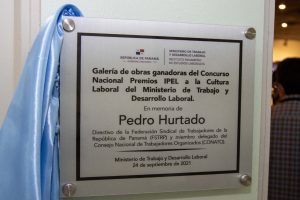 REPÚBLICA DE PANAMÁ
MINISTERIO DE TRABAJO
Y DESARROLLO LABORAL
Galería de obras ganadoras del Concurso
Nacional Premios IPEL a la Cultura
Laboral del Ministerio de Trabajo y
Desarrollo Laboral.
En memoria de
Pedro Hurtado
Directivo de la Federación Sindical de Trabajadores de la
República de Panamá (FSTRP) y miembro delegado del
Consejo Nacional de Trabajadores Organizados (CONATO).
Ministerio de Trabajo y Desarrollo Laboral
24 de septiembre de 2021